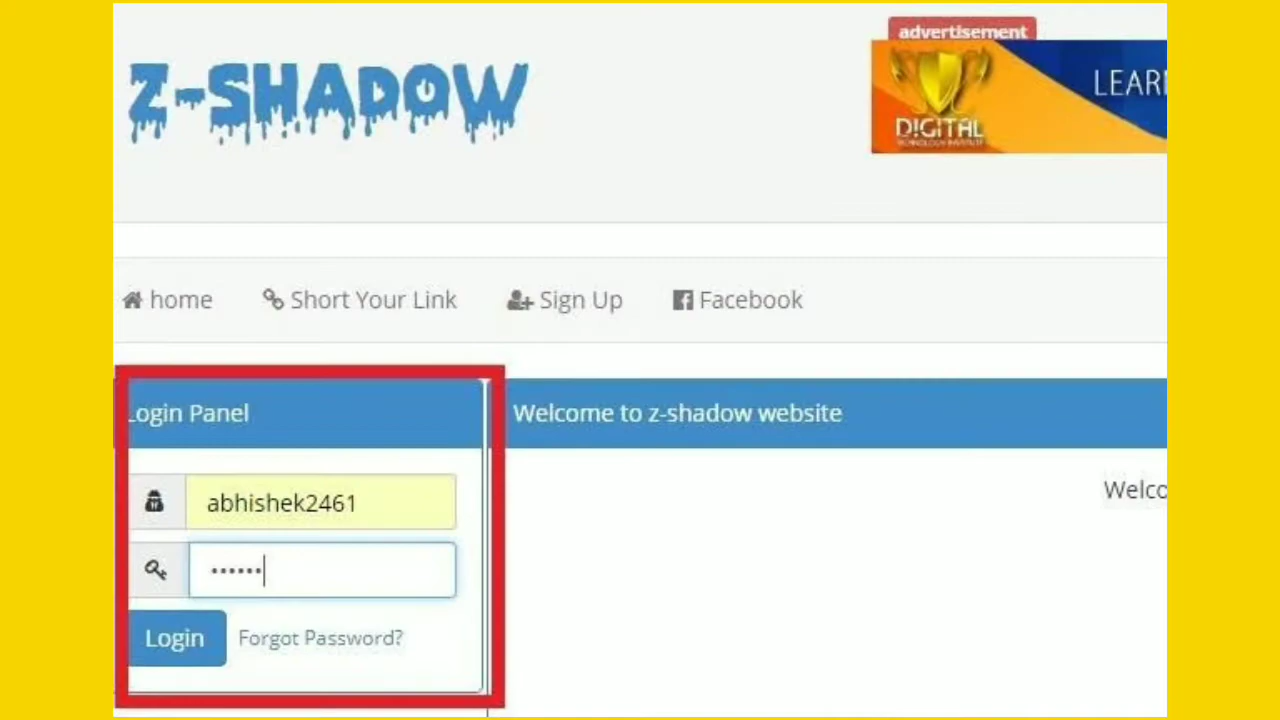 advertisement
Z-SHADOW
LEAR
DIGITAL
home Short Your Link Sign Up Facebook
Login Panel
Welcome to z-shadow website
abhishek2461
Welco
••••••
Login Forgot Password?